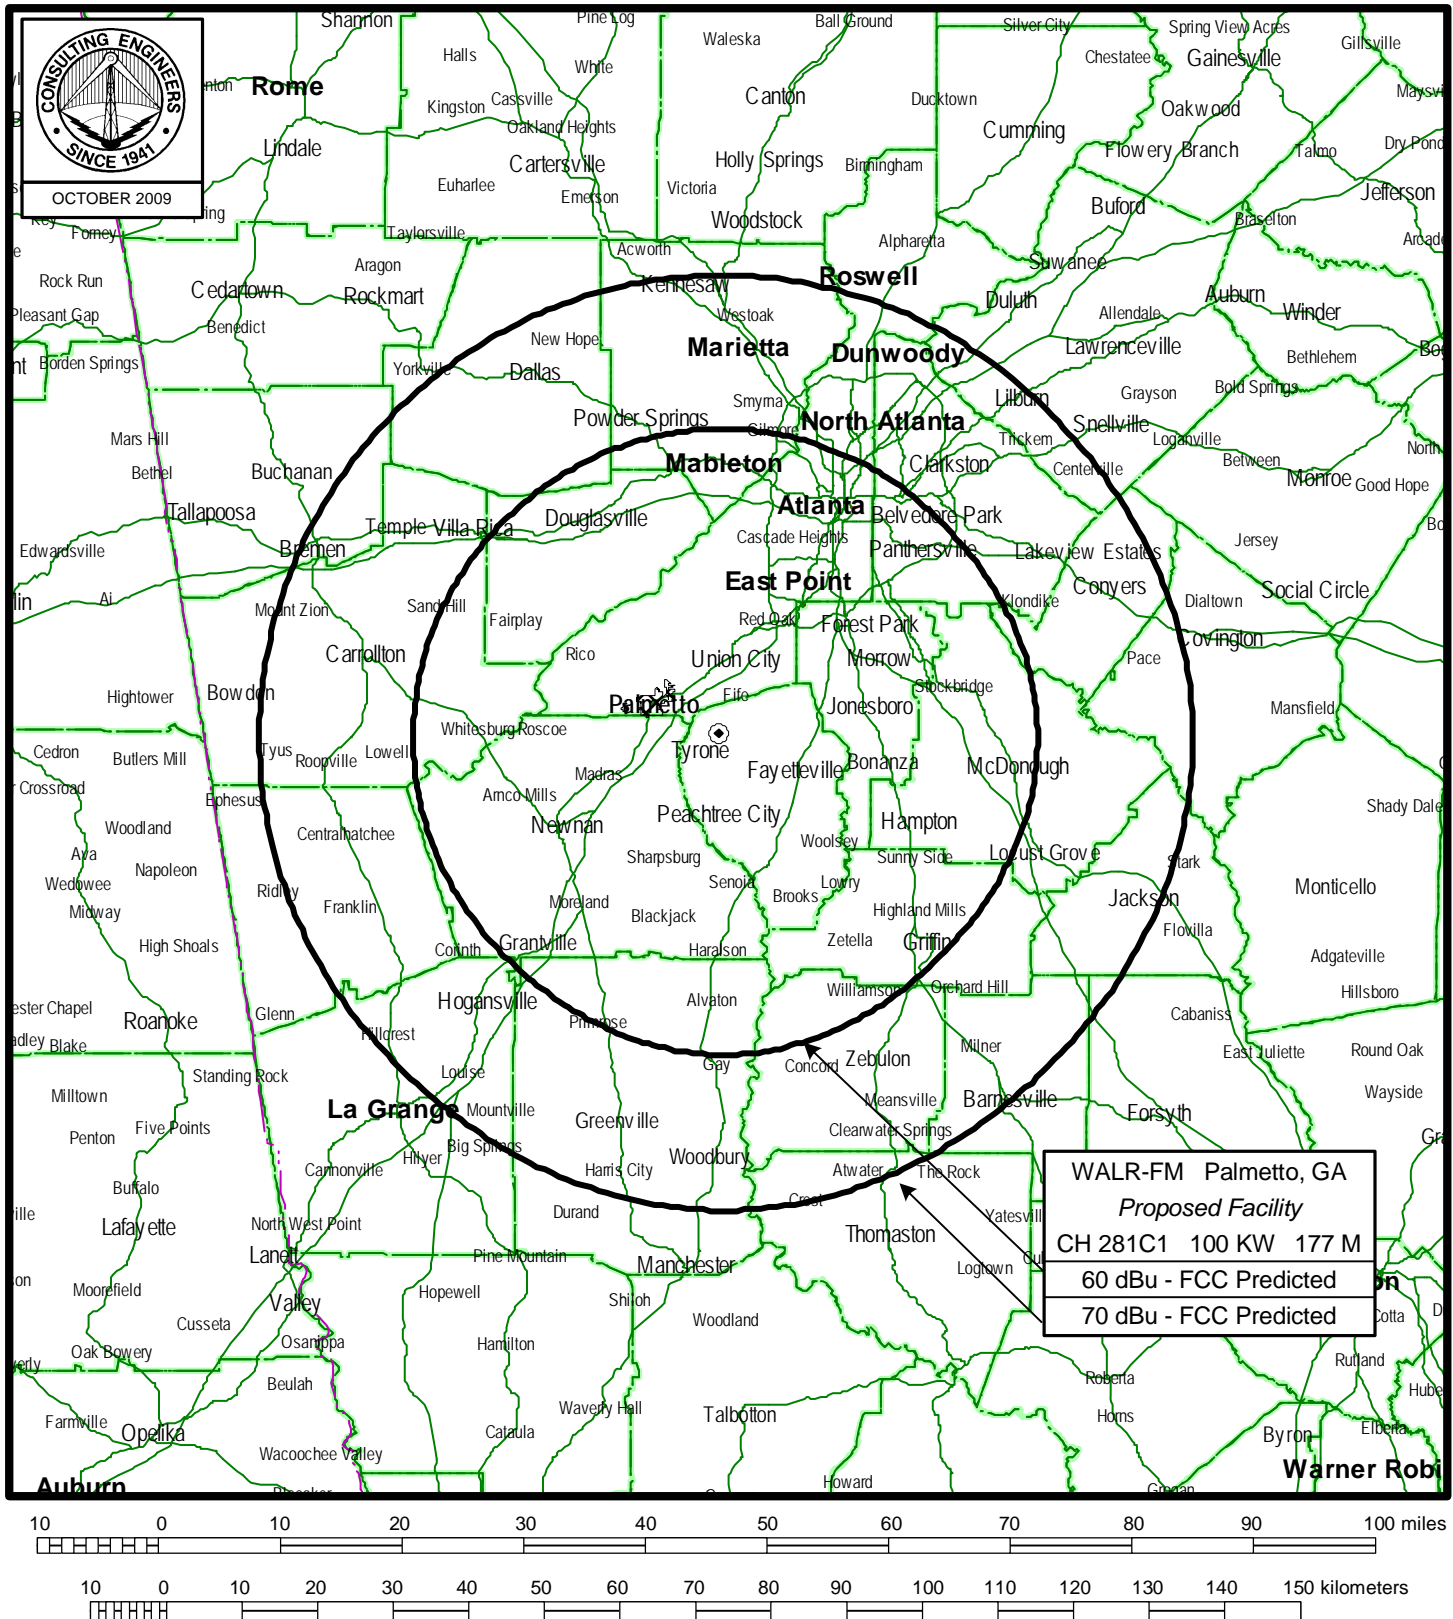 CONSULTING ENGINEERS
SINCE 1941
OCTOBER 2009
Shannon
Pine Log
Ball Ground
Silver City
Spring View Acres
Waleska
Halls
Chestatee
Gainesville
Gillsville
White
Rome
Canton
Kingston
Cassville
Ducktown
Oakwood
Oakland Heights
Cumming
Lindale
Cartersville
Holly Springs
Birmingham
Flowery Branch
Talmo
Dry Pond
Euharlee
Emerson
Victoria
Jefferson
Woodstock
Buford
Braselton
Key
Forney
Taylorsville
Acworth
Alpharetta
Suwanee
Aragon
Rock Run
Cedartown
Rockmart
Kennesaw
Roswell
Duluth
Auburn
Winder
Pleasant Gap
Benedict
Westoak
Allendale
New Hope
Marietta
Dunwoody
Lawrenceville
Bethlehem
Borden Springs
Yorkville
Dallas
Lilburn
Grayson
Bold Springs
Smyrna
Powder Springs
Gilmore
North Atlanta
Snellville
Mars Hill
Trickem
Loganville
Bethel
Buchanan
Mableton
Clarkston
Centerville
Between
Monroe
Good Hope
North
Tallapoosa
Temple
Villa Rica
Douglasville
Atlanta
Belvedere Park
Edwardsville
Bremen
Cascade Heights
Panthersville
Lakeview Estates
Jersey
East Point
Conyers
Social Circle
Ai
Mount Zion
Sand Hill
Fairplay
Red Oak
Forest Park
Klondike
Dialtown
Carrollton
Rico
Union City
Morrow
Pace
Covington
Hightower
Bowdon
Palmetto
Fife
Stockbridge
Jonesboro
Mansfield
Whitesburg
Roscoe
Cedron
Butlers Mill
Tyus
Roopville
Lowell
Tyrone
Fayetteville
Bonanza
McDonough
Crossroad
Ephesus
Madras
Arnco Mills
Shady Dale
Woodland
Centralhatchee
Newnan
Peachtree City
Hampton
Ava
Woolsey
Napoleon
Sharpsburg
Sunny Side
Locust Grove
Stark
Wedowee
Ridley
Senoia
Lowry
Monticello
Midway
Franklin
Moreland
Blackjack
Brooks
Highland Mills
Jackson
High Shoals
Corinth
Grantville
Haralson
Zetella
Griffin
Flovilla
Adgateville
Hogansville
Alvaton
Williamson
Orchard Hill
Hillsboro
Chapel
Roanoke
Glenn
Hillcrest
Primrose
Cabaniss
Blake
Gay
Concord
Zebulon
Milner
East Juliette
Round Oak
Standing Rock
Louise
Milltown
Wayside
La Grange
Mountville
Meansville
Barnesville
Forsyth
Penton
Five Points
Greenville
Clearwater Springs
Big Springs
Cannonville
Hilyer
Harris City
Woodbury
Atwater
The Rock
Buffalo
Crest
North West Point
Durand
Yatesvill
Lafayette
Thomaston
Lanett
Pine Mountain
Manchester
Logtown
WALR-FM Palmetto, GA
Proposed Facility
CH 281C1 100 KW 177 M
60 dBu - FCC Predicted
70 dBu - FCC Predicted
Moorefield
Valley
Hopewell
Shiloh
Woodland
Cusseta
Osanippa
Hamilton
Oak Bowery
Rutland
Beulah
Roberta
Farmville
Opelika
Waverly Hall
Talbotton
Horns
Cataula
Byron
Elberta
Wacoochee Valley
Howard
Warner Robi
Auburn
10 0 10 20 30 40 50 60 70 80 90 100 miles
10 0 10 20 30 40 50 60 70 80 90 100 110 120 130 140 150 kilometers